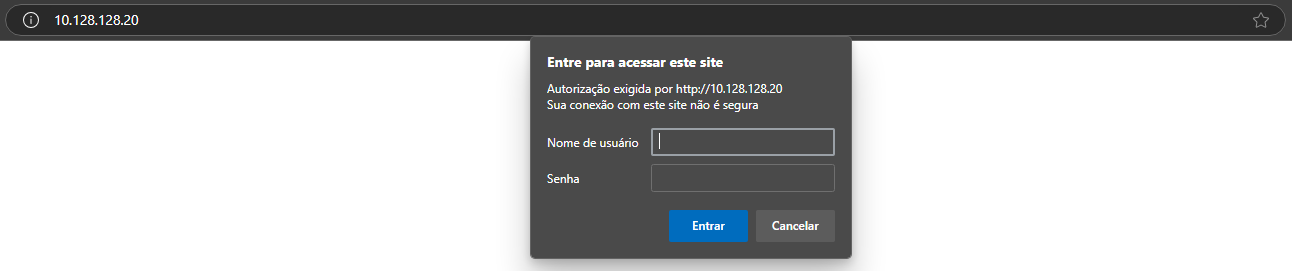 10.128.128.20
Entre para acessar este site
Autorização exigida por http://10.128.128.20
Sua conexão com este site não é segura
Nome de usuário
Senha
Entrar
Cancelar